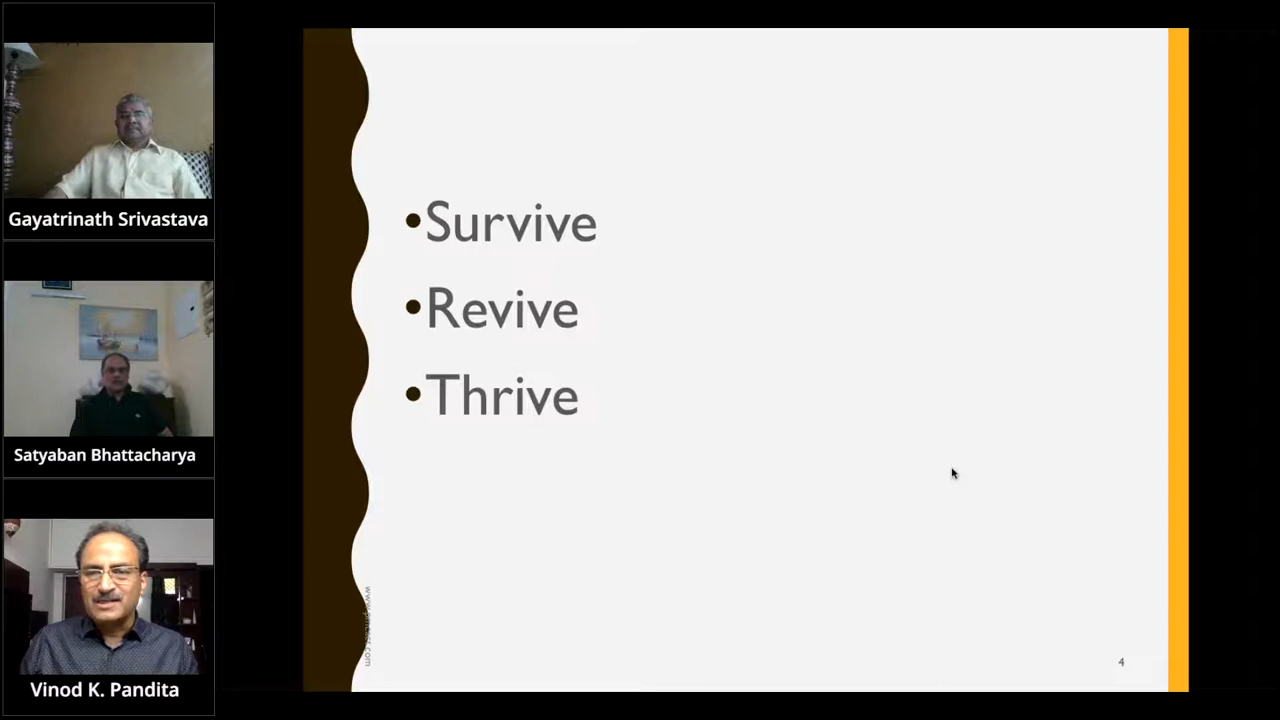 Gayatrinath Srivastava
Satyaban Bhattacharya
Vinod K. Pandita
•Survive
•Revive
•Thrive
4